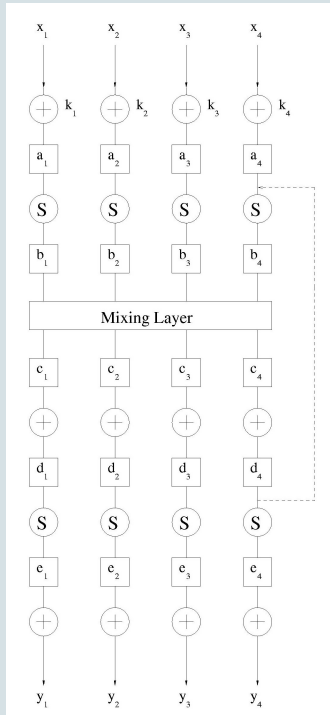 x₁ x₂ x₃ x₄
+ k₁ + k₂ + k₃ + k₄
a₁ a₂ a₃ a₄
S S S S
b₁ b₂ b₃ b₄
Mixing Layer
c₁ c₂ c₃ c₄
+ + + +
d₁ d₂ d₃ d₄
S S S S
e₁ e₂ e₃ e₄
+ + + +
y₁ y₂ y₃ y₄